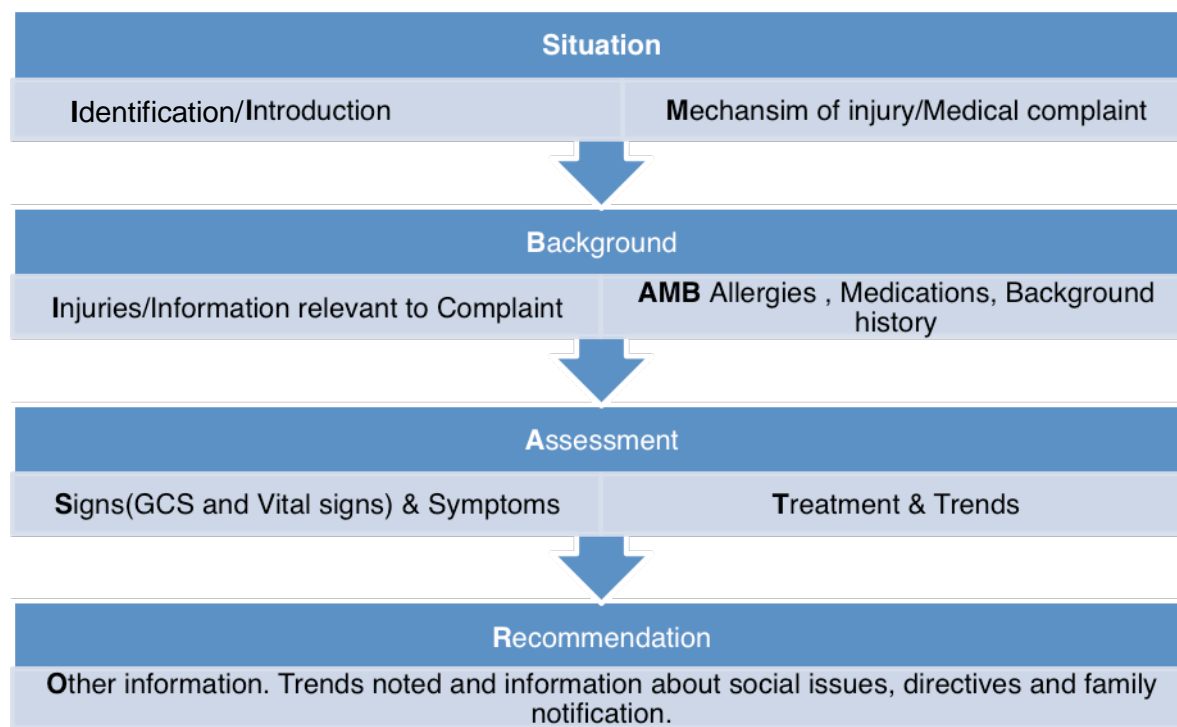 Situation
Identification/Introduction
Mechansim of injury/Medical complaint
Background
Injuries/Information relevant to Complaint
AMB Allergies , Medications, Background
history
Assessment
Signs(GCS and Vital signs) & Symptoms
Treatment & Trends
Recommendation
Other information. Trends noted and information about social issues, directives and family
notification.